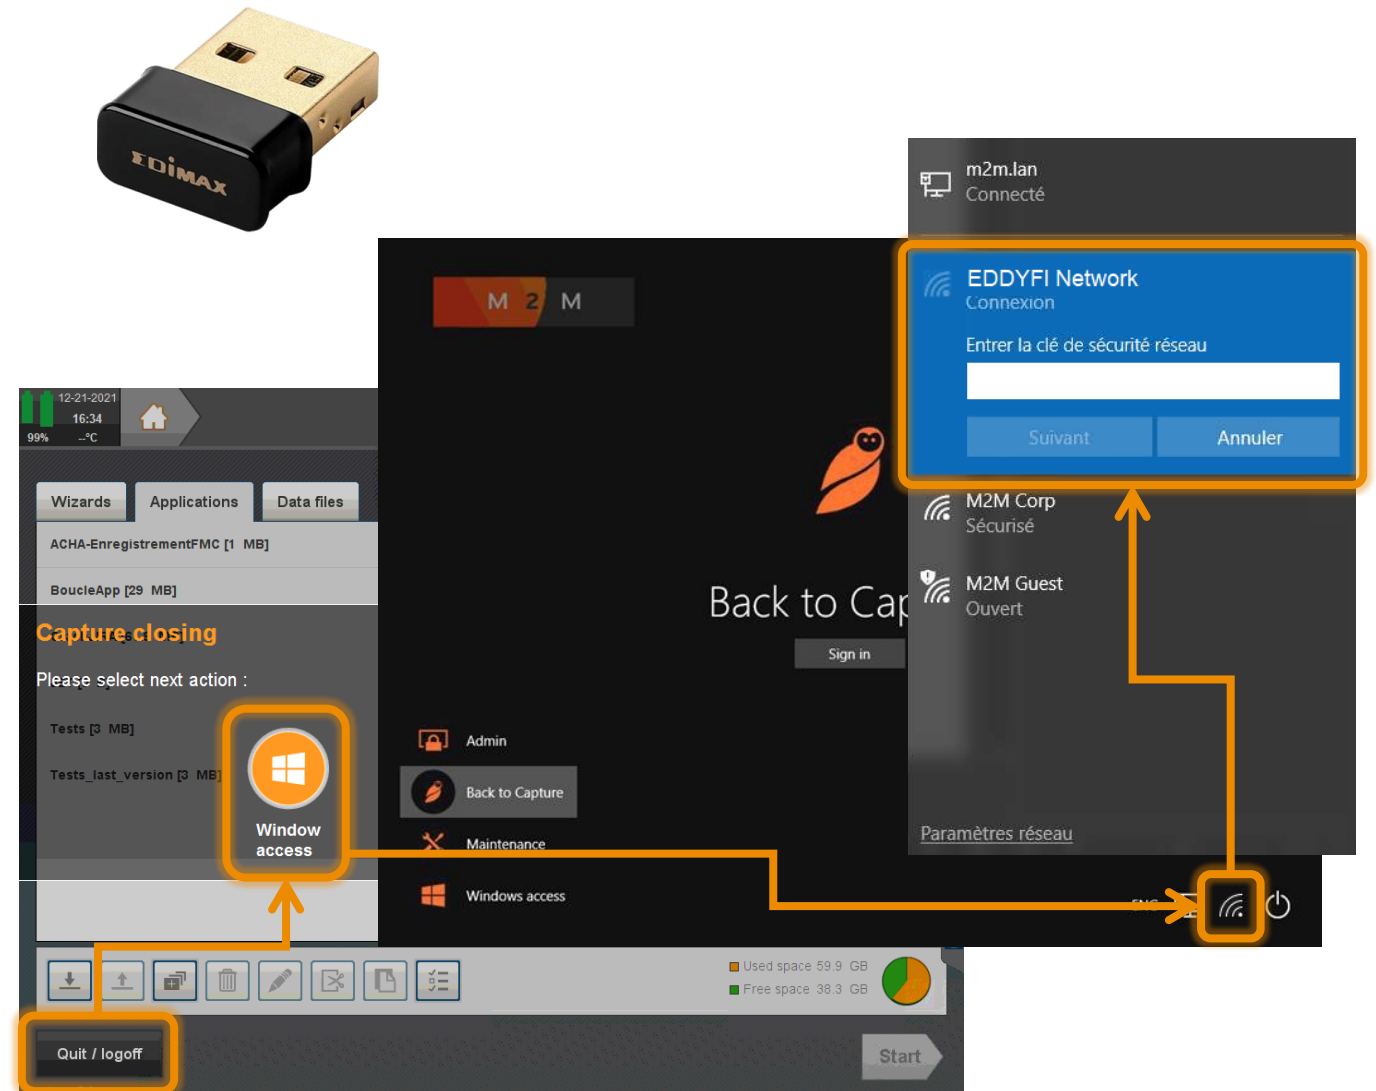 EDIMAX
m2m.lan
Connecté
EDDYFI Network
Connexion
Entrer la clé de sécurité réseau
Suivant
Annuler
M2M Corp
Sécurisé
M2M Guest
Ouvert
Paramètres réseau
M 2 M
Back to Cap
Sign in
Admin
Back to Capture
Maintenance
Windows access
12-21-2021
16:34
99% --°C
Wizards
Applications
Data files
ACHA-EnregistrementFMC [1 MB]
BoucleApp [29 MB]
Capture closing
Please select next action :
Tests [3 MB]
Tests_last_version [3 MB]
Window
access
Used space 59.9 GB
Free space 38.3 GB
Quit / logoff
Start